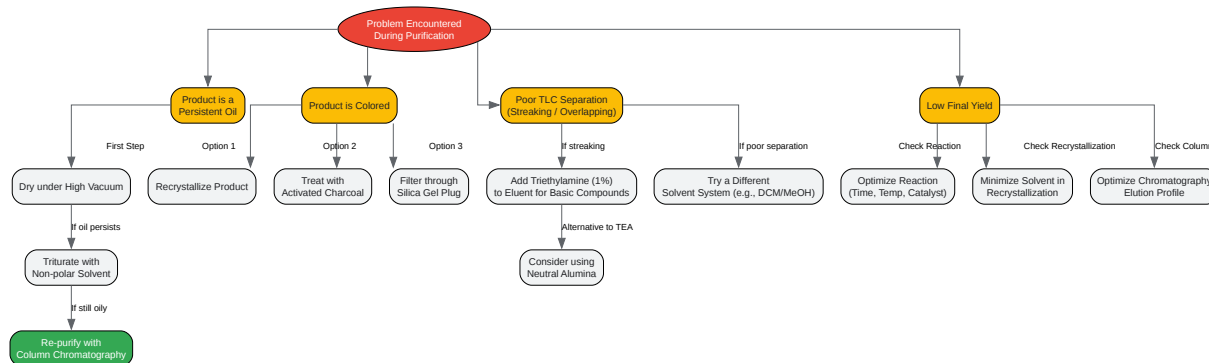 Problem Encountered
During Purification
Product is a
Persistent Oil
Product is Colored
Poor TLC Separation
(Streaking / Overlapping)
Low Final Yield
First Step
Option 1
Option 2
Option 3
If streaking
If poor separation
Check Reaction
Check Recrystallization
Check Column
Dry under High Vacuum
Recrystallize Product
Treat with
Activated Charcoal
Filter through
Silica Gel Plug
Add Triethylamine (1%)
to Eluent for Basic Compounds
Try a Different
Solvent System (e.g., DCM/MeOH)
Optimize Reaction
(Time, Temp, Catalyst)
Minimize Solvent in
Recrystallization
Optimize Chromatography
Elution Profile
If oil persists
Alternative to TEA
Triturate with
Non-polar Solvent
Consider using
Neutral Alumina
If still oily
Re-purify with
Column Chromatography